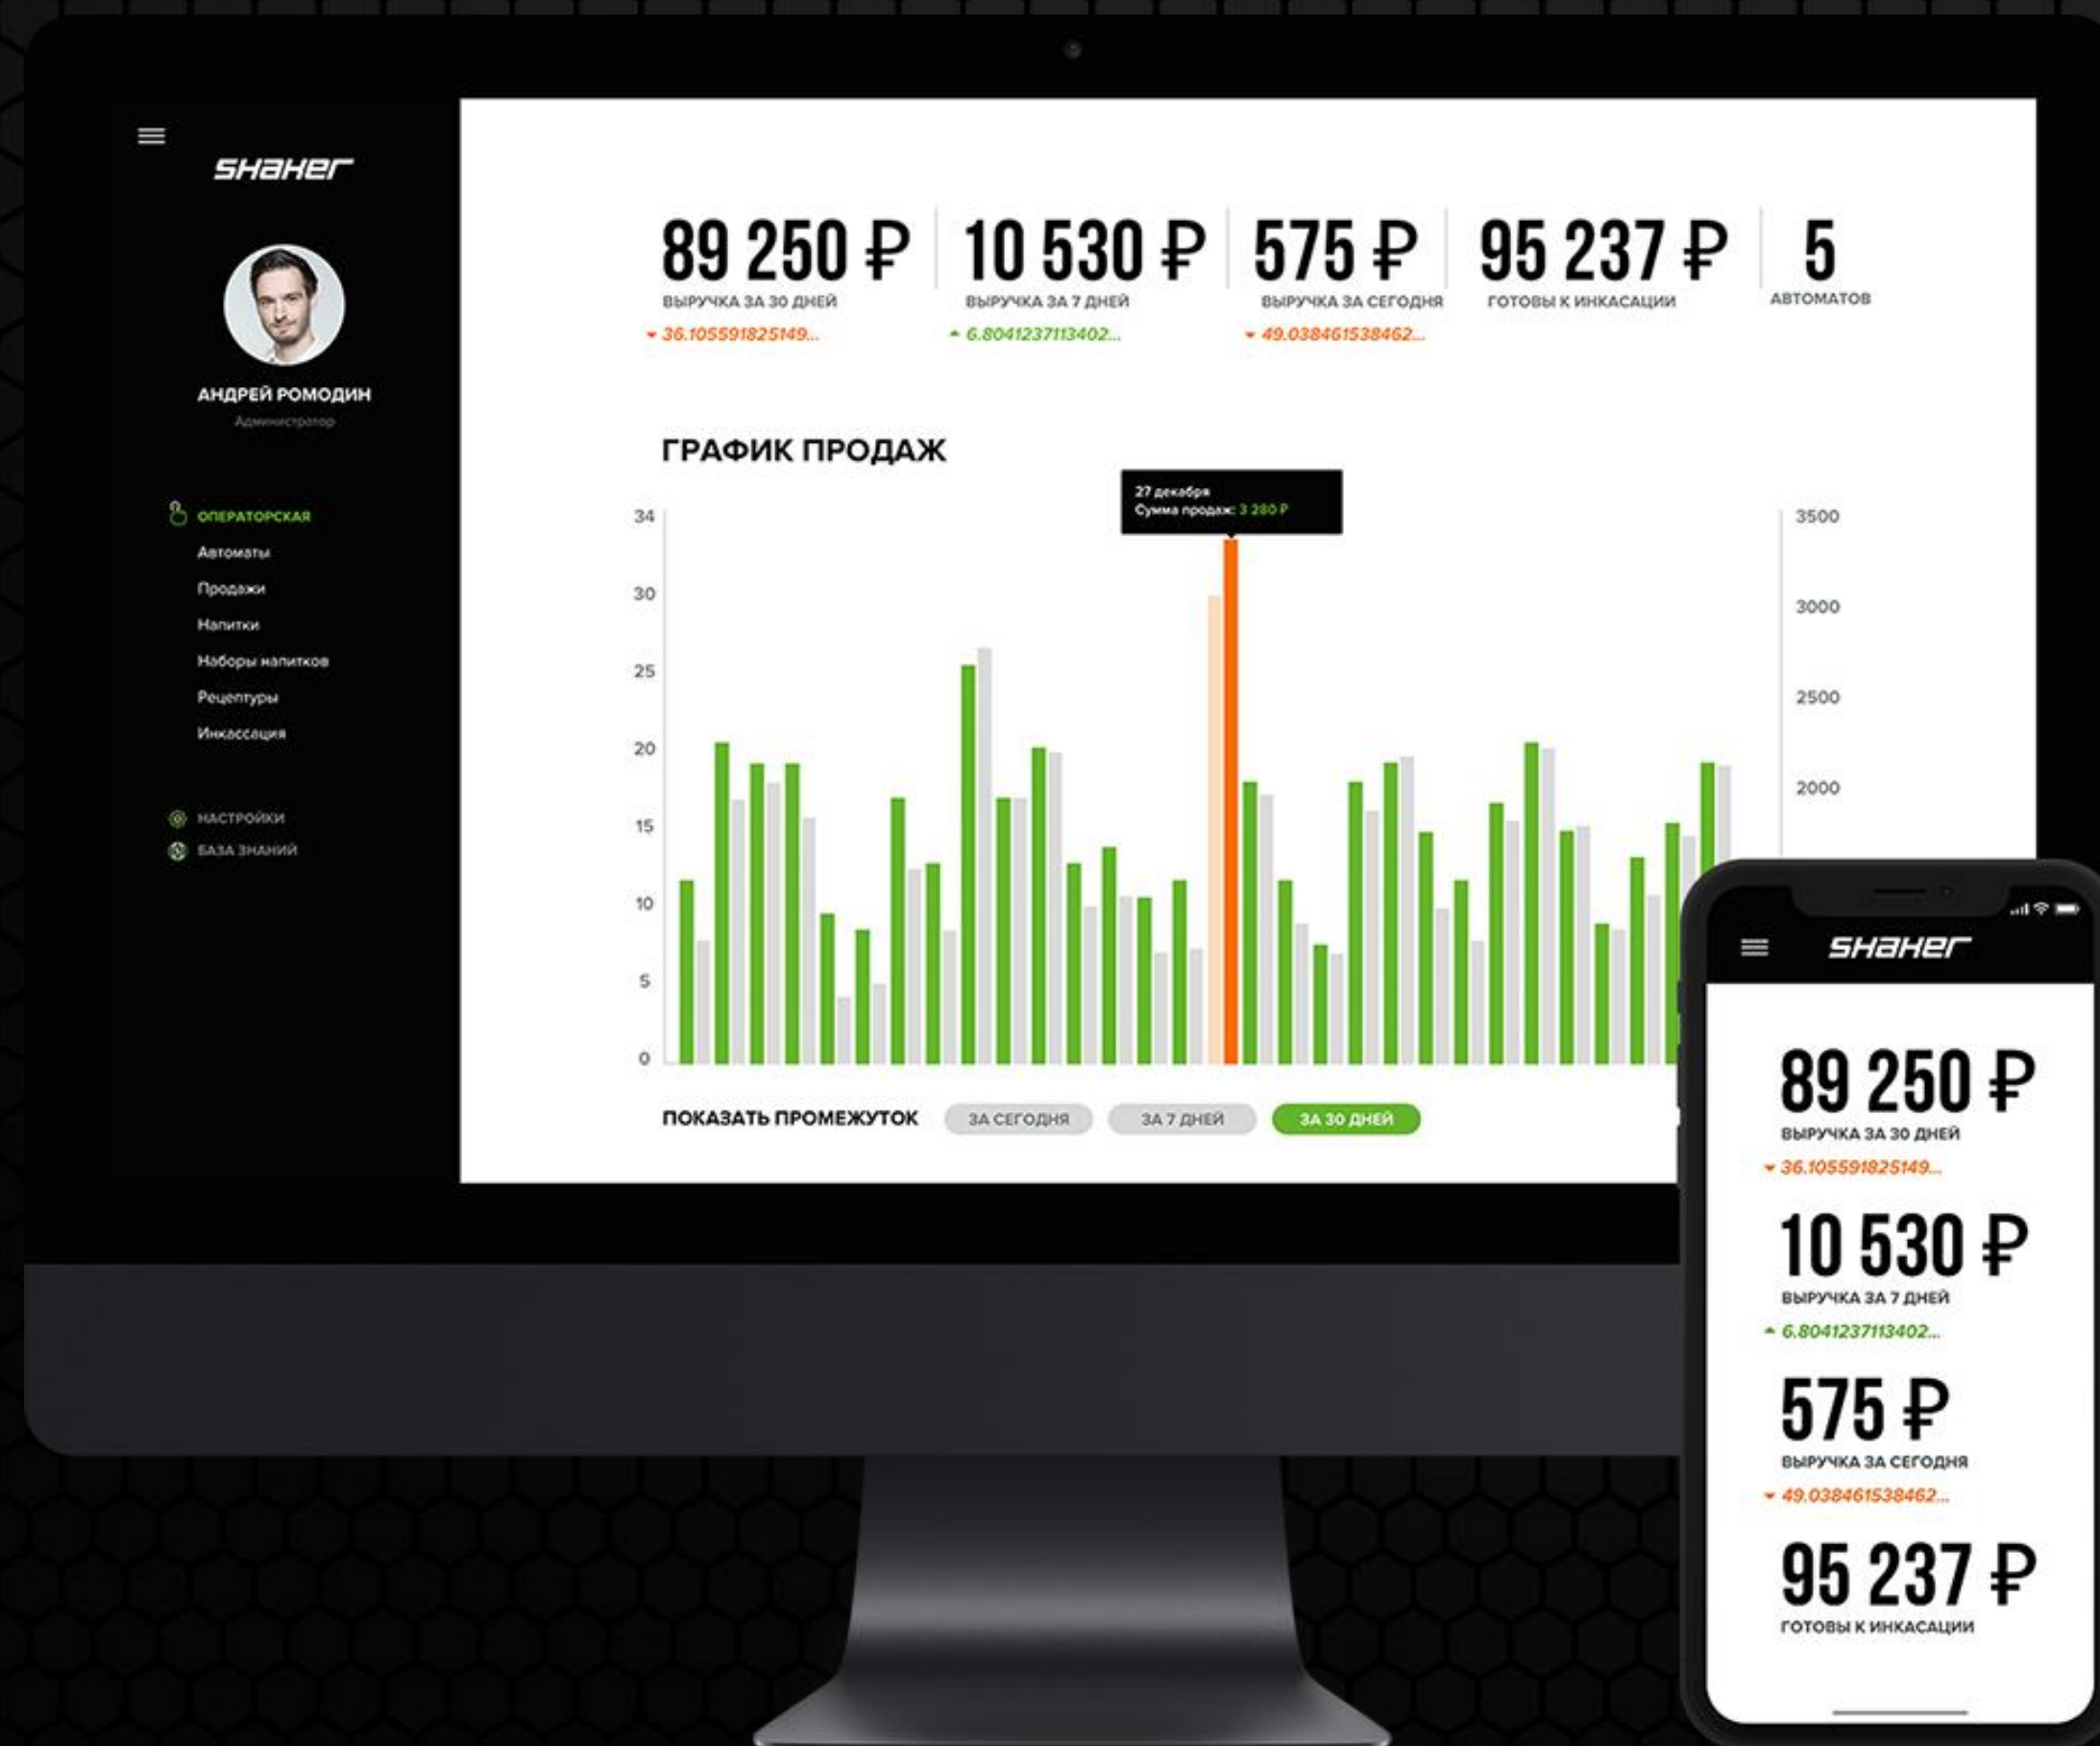 SHAKER
АНДРЕЙ РОМОДИН
Администратор
ОПЕРАТОРСКАЯ
Автоматы
Продажи
Напитки
Наборы напитков
Рецептуры
Инкассация
НАСТРОЙКИ
БАЗА ЗНАНИЙ
89 250 ₽ 10 530 ₽ 575 ₽ 95 237 ₽ 5
ВЫРУЧКА ЗА 30 ДНЕЙ ВЫРУЧКА ЗА 7 ДНЕЙ ВЫРУЧКА ЗА СЕГОДНЯ ГОТОВЫ К ИНКАСАЦИИ АВТОМАТОВ
36.105591825149... 6.8041237113402... 49.038461538462...
ГРАФИК ПРОДАЖ
27 декабря
Сумма продаж: 3 280 ₽
34
30
25
20
15
10
5
0
3500
3000
2500
2000
ПОКАЗАТЬ ПРОМЕЖУТОК ЗА СЕГОДНЯ ЗА 7 ДНЕЙ ЗА 30 ДНЕЙ
SHAKER
89 250 ₽
ВЫРУЧКА ЗА 30 ДНЕЙ
36.105591825149...
10 530 ₽
ВЫРУЧКА ЗА 7 ДНЕЙ
6.8041237113402...
575 ₽
ВЫРУЧКА ЗА СЕГОДНЯ
49.038461538462...
95 237 ₽
ГОТОВЫ К ИНКАСАЦИИ